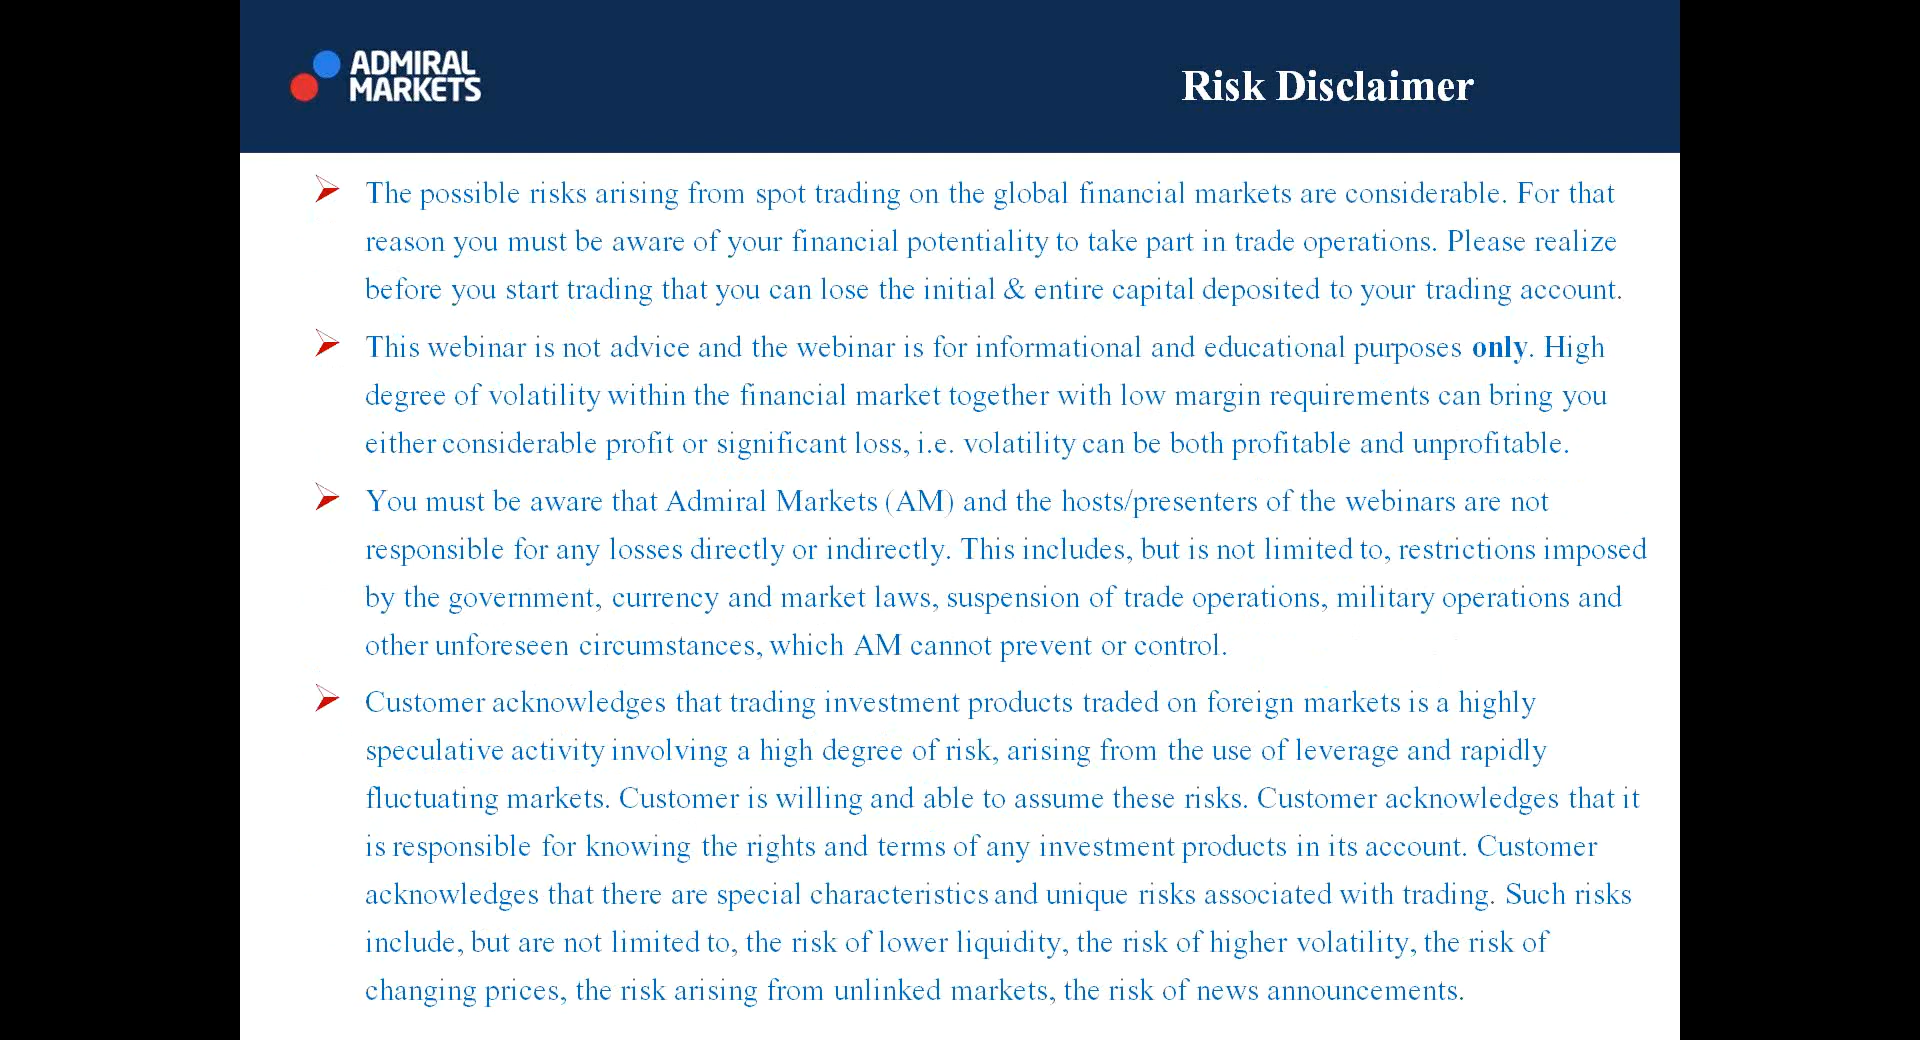 ADMIRAL
MARKETS
Risk Disclaimer
The possible risks arising from spot trading on the global financial markets are considerable. For that
reason you must be aware of your financial potentiality to take part in trade operations. Please realize
before you start trading that you can lose the initial & entire capital deposited to your trading account.
This webinar is not advice and the webinar is for informational and educational purposes only. High
degree of volatility within the financial market together with low margin requirements can bring you
either considerable profit or significant loss, i.e. volatility can be both profitable and unprofitable.
You must be aware that Admiral Markets (AM) and the hosts/presenters of the webinars are not
responsible for any losses directly or indirectly. This includes, but is not limited to, restrictions imposed
by the government, currency and market laws, suspension of trade operations, military operations and
other unforeseen circumstances, which AM cannot prevent or control.
Customer acknowledges that trading investment products traded on foreign markets is a highly
speculative activity involving a high degree of risk, arising from the use of leverage and rapidly
fluctuating markets. Customer is willing and able to assume these risks. Customer acknowledges that it
is responsible for knowing the rights and terms of any investment products in its account. Customer
acknowledges that there are special characteristics and unique risks associated with trading. Such risks
include, but are not limited to, the risk of lower liquidity, the risk of higher volatility, the risk of
changing prices, the risk arising from unlinked markets, the risk of news announcements.